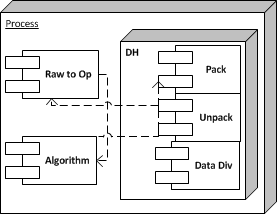 Process
DH
Raw to Op
Pack
Unpack
Algorithm
Data Div